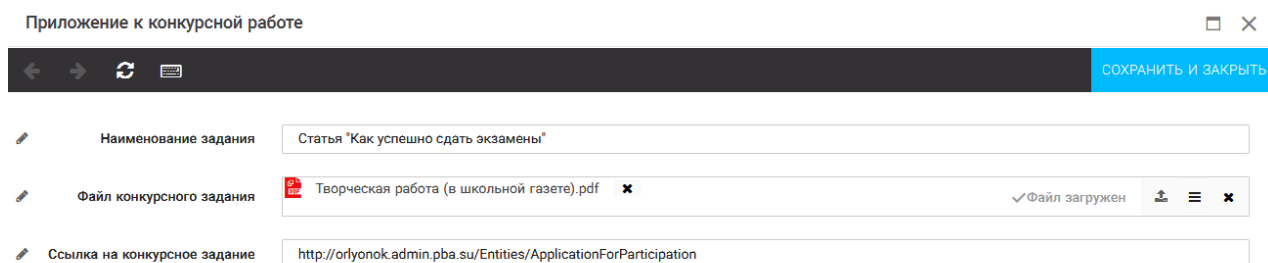 Приложение к конкурсной работе
СОХРАНИТЬ И ЗАКРЫТЬ
Наименование задания Статья "Как успешно сдать экзамены"
Файл конкурсного задания Творческая работа (в школьной газете).pdf Файл загружен
Ссылка на конкурсное задание http://orlyonok.admin.pba.su/Entities/ApplicationForParticipation